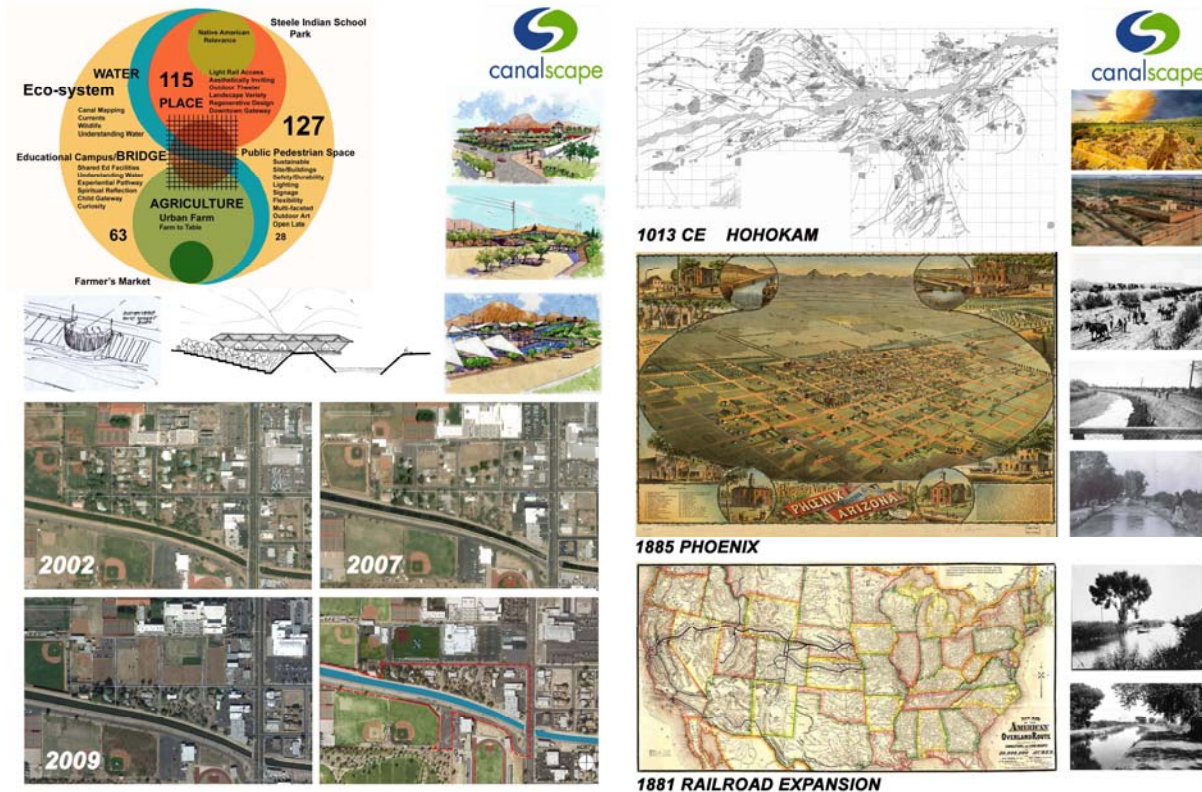 Steele Indian School
Park
Native American
Relevance
WATER
Eco-system
Canal Mapping
Currents
Wildlife
Understanding Water
115
PLACE
Light Rail Access
Aesthetically Inviting
Outdoor Theater
Landscape Variety
Regenerative Design
Downtown Gateway
127
Educational Campus/BRIDGE
Shared Ed Facilities
Understanding Water
Experiential Pathway
Spiritual Reflection
Child Gateway
Curiosity
63
Public Pedestrian Space
Sustainable
Site/Buildings
Safety/Durability
Lighting
Signage
Flexibility
Multi-faceted
Outdoor Art
Open Late
28
AGRICULTURE
Urban Farm
Farm to Table
Farmer's Market
canalscape
2002
2007
2009
canalscape
1013 CE HOHOKAM
PHŒNIX
ARIZONA
1885 PHOENIX
AMERICAN
OVERLAND ROUTE
1881 RAILROAD EXPANSION